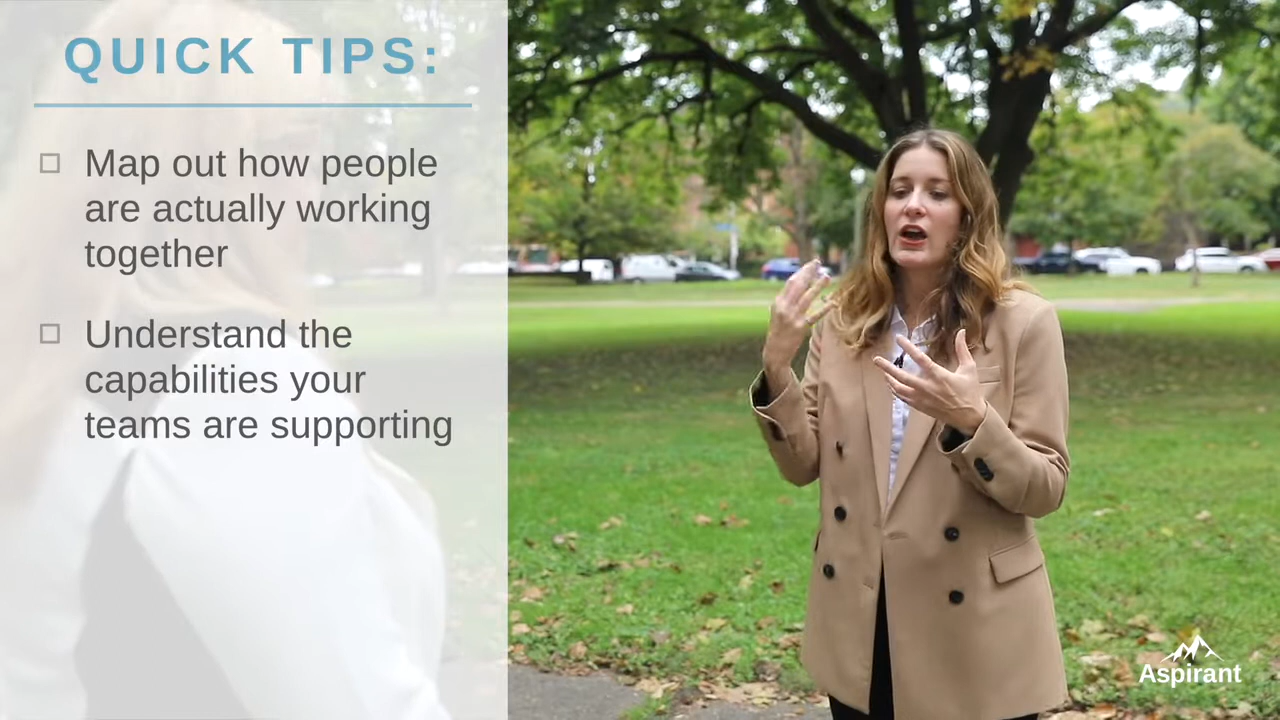 QUICK TIPS:
Map out how people
are actually working
together
Understand the
capabilities your
teams are supporting
Aspirant